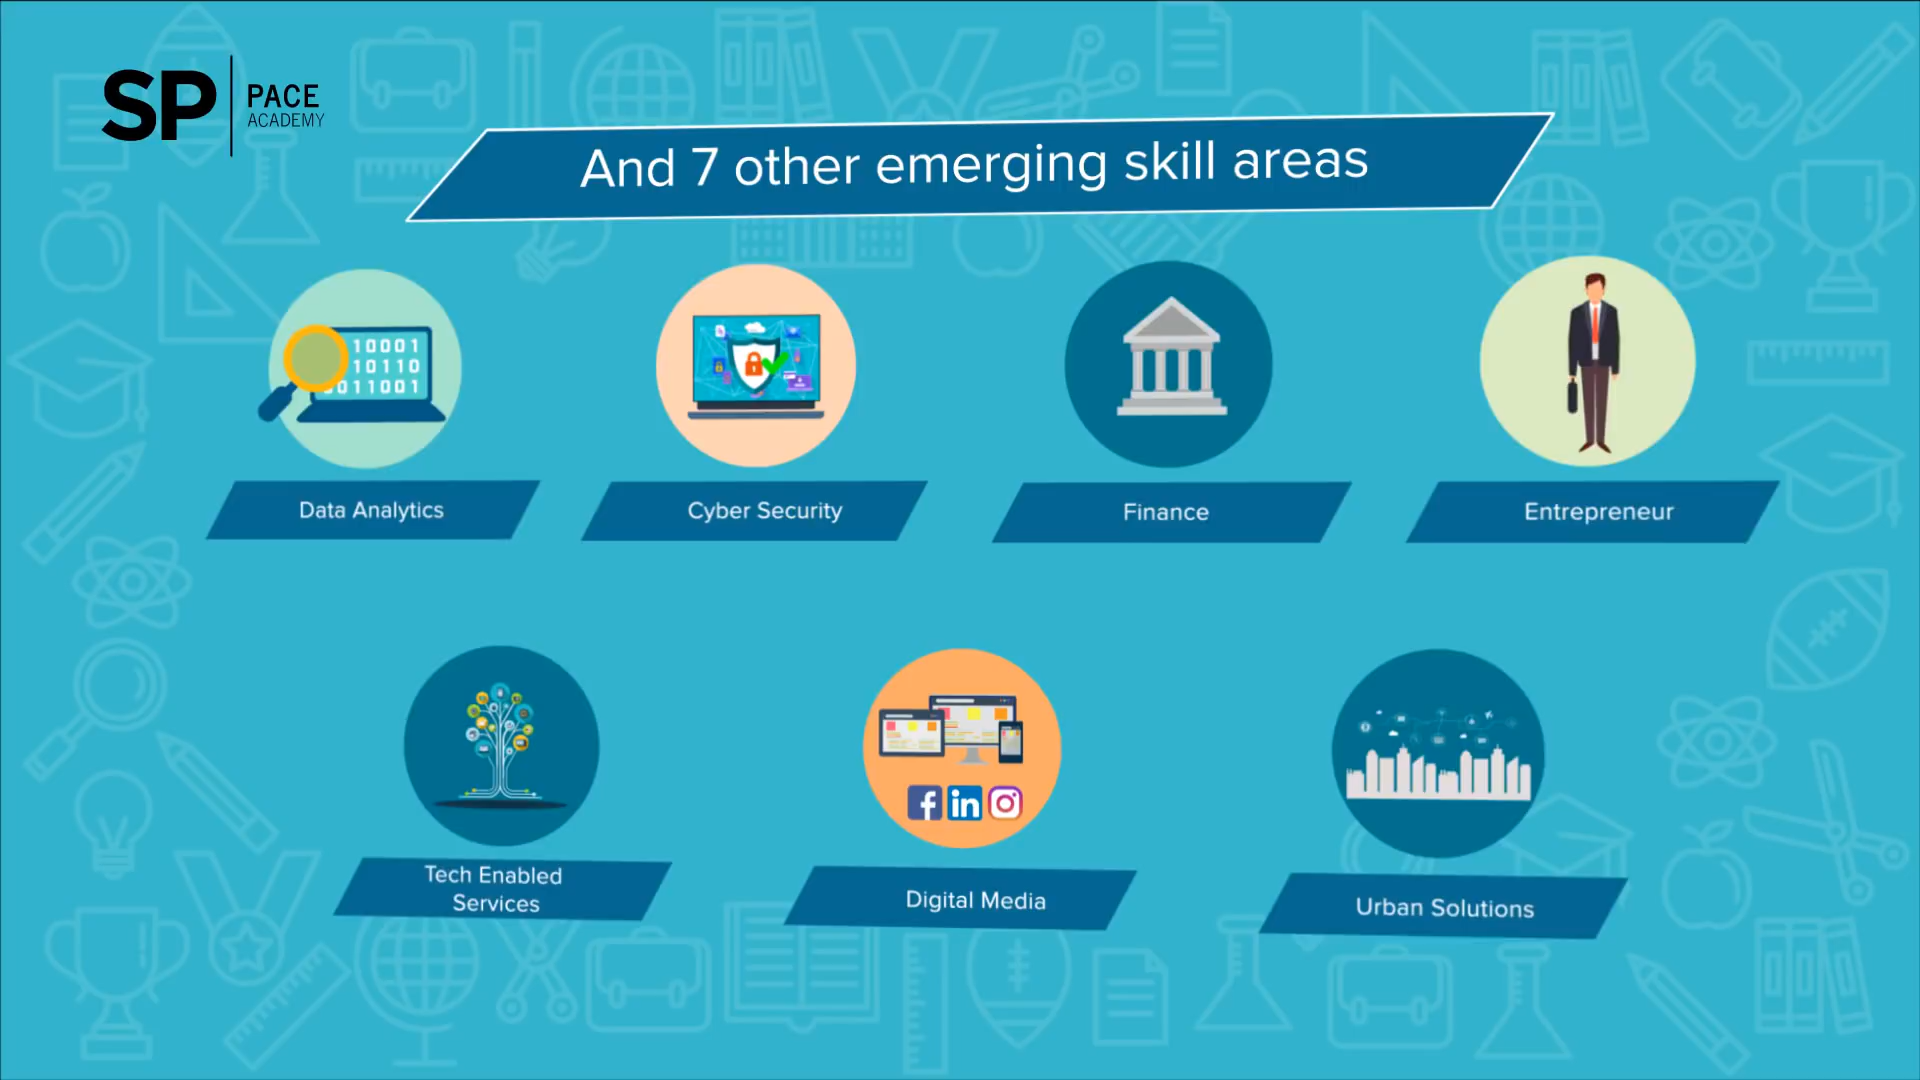 SP PACE
ACADEMY
And 7 other emerging skill areas
10001
10110
011001
Data Analytics
Cyber Security
Finance
Entrepreneur
Tech Enabled
Services
Digital Media
Urban Solutions
f in